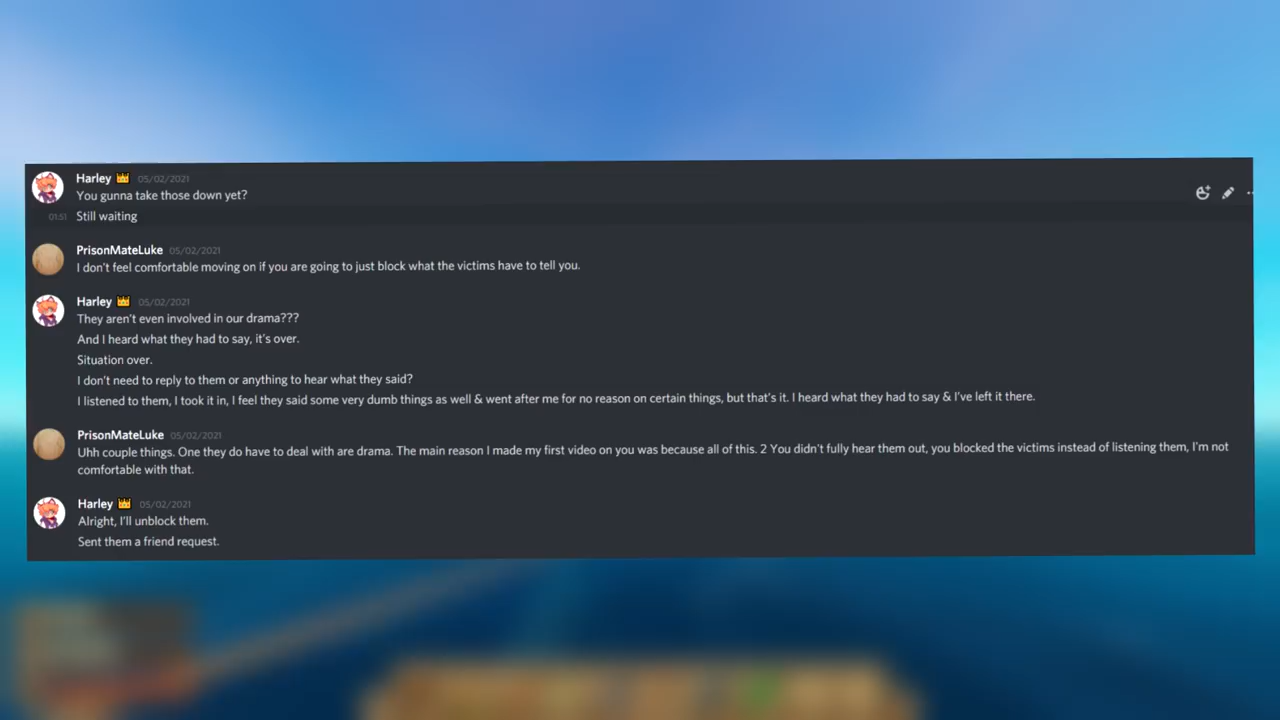 Harley 05/02/2021
You gunna take those down yet?
01:51 Still waiting
PrisonMateLuke 05/02/2021
I don't feel comfortable moving on if you are going to just block what the victims have to tell you.
Harley 05/02/2021
They aren't even involved in our drama???
And I heard what they had to say, it's over.
Situation over.
I don't need to reply to them or anything to hear what they said?
I listened to them, I took it in, I feel they said some very dumb things as well & went after me for no reason on certain things, but that's it. I heard what they had to say & I've left it there.
PrisonMateLuke 05/02/2021
Uhh couple things. One they do have to deal with are drama. The main reason I made my first video on you was because all of this. 2 You didn't fully hear them out, you blocked the victims instead of listening them, I'm not
comfortable with that.
Harley 05/02/2021
Alright, I'll unblock them.
Sent them a friend request.